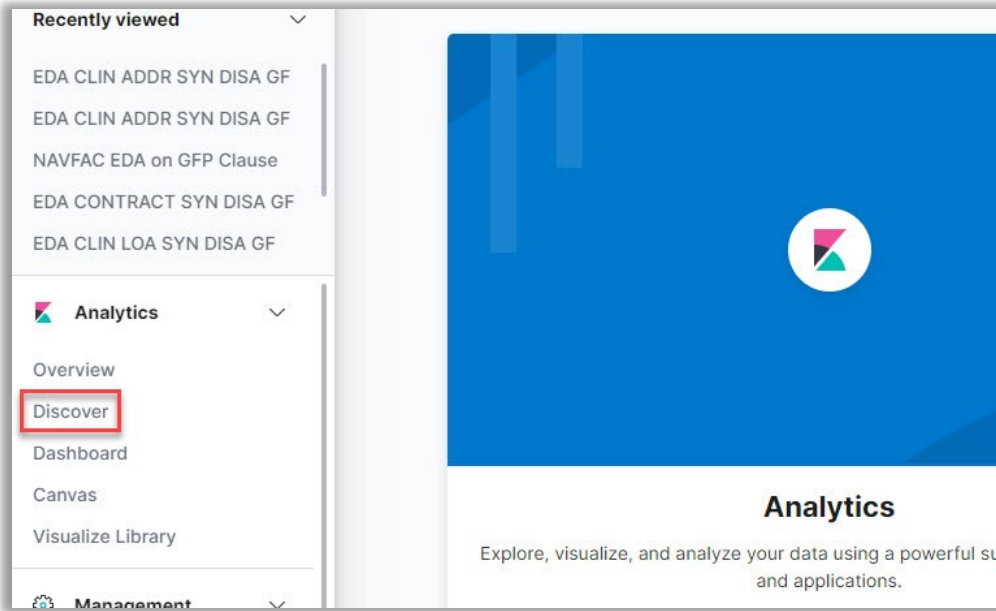 Recently viewed
EDA CLIN ADDR SYN DISA GF
EDA CLIN ADDR SYN DISA GF
NAVFAC EDA on GFP Clause
EDA CONTRACT SYN DISA GF
EDA CLIN LOA SYN DISA GF
Analytics
Overview
Discover
Dashboard
Canvas
Visualize Library
Management
Analytics
Explore, visualize, and analyze your data using a powerful
and applications.